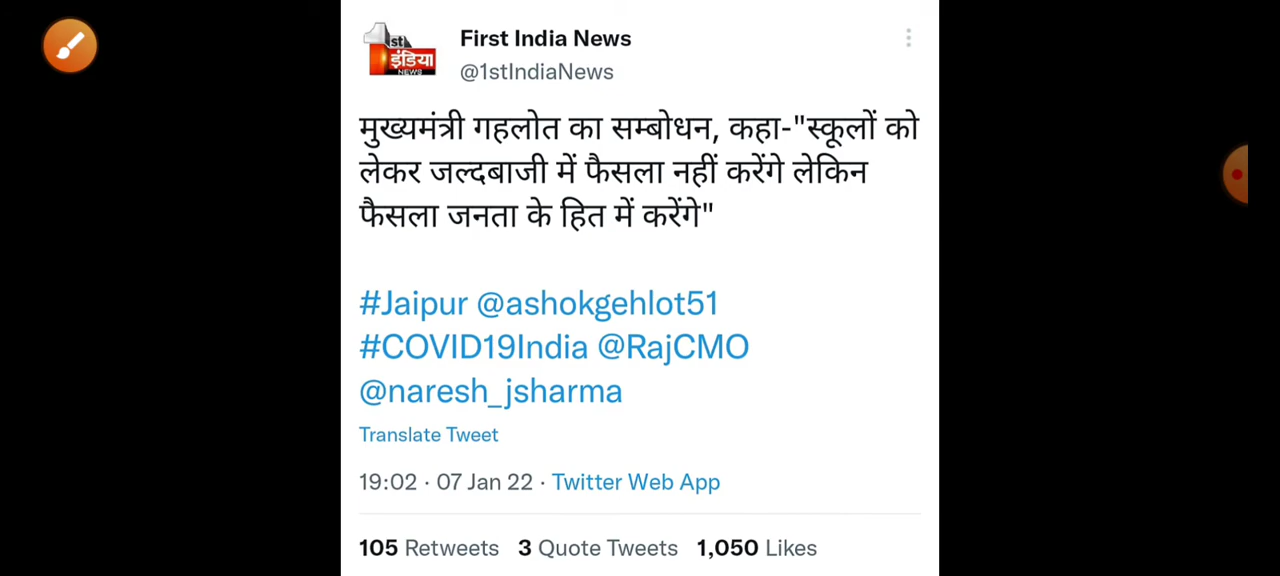 1st
इंडिया
NEWS
First India News
@1stIndiaNews
मुख्यमंत्री गहलोत का सम्बोधन, कहा-"स्कूलों को
लेकर जल्दबाजी में फैसला नहीं करेंगे लेकिन
फैसला जनता के हित में करेंगे"
#Jaipur @ashokgehlot51
#COVID19India @RajCMO
@naresh_jsharma
Translate Tweet
19:02 · 07 Jan 22 · Twitter Web App
105 Retweets 3 Quote Tweets 1,050 Likes